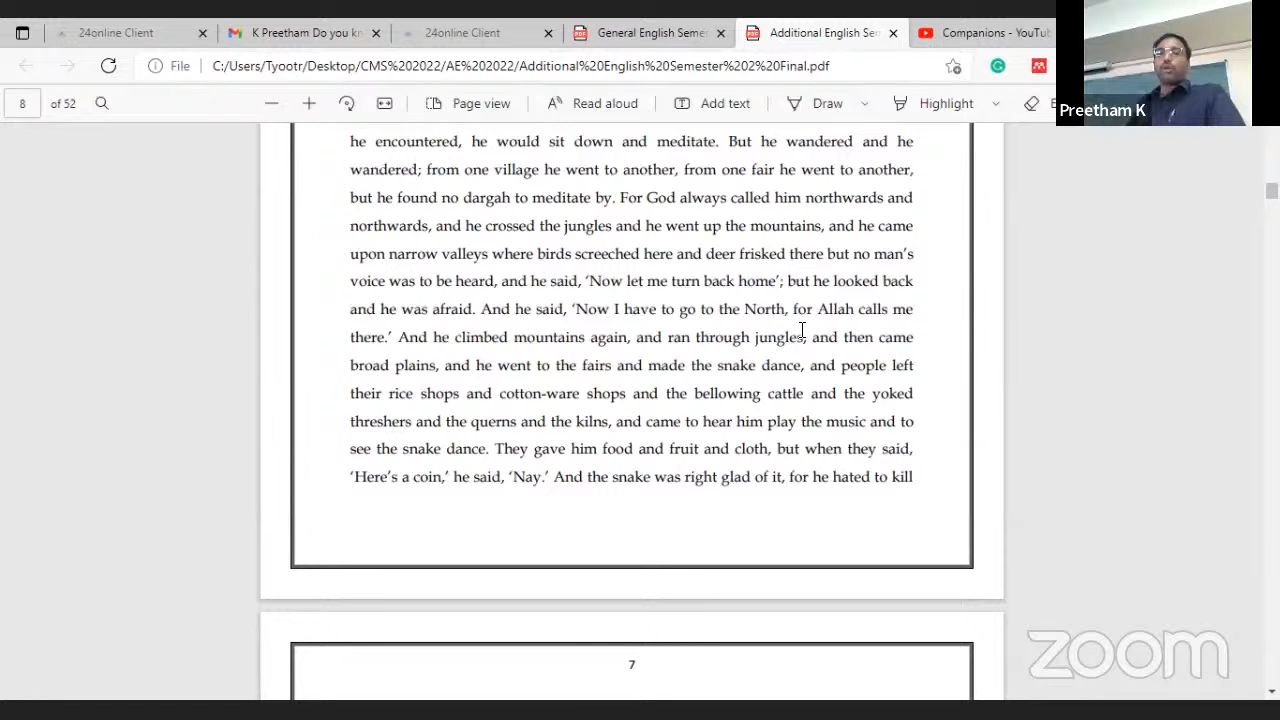 24online Client
K Preetham Do you kn
24online Client
General English Semes
Additional English Sem
Companions - YouTu
File
C:/Users/Tyootr/Desktop/CMS%202022/AE%2022/Additional%20English%20Semester%202%20Final.pdf
8 of 52
Page view
Read aloud
Add text
Draw
Highlight
E
Preetham K
he encountered, he would sit down and meditate. But he wandered and he
wandered; from one village he went to another, from one fair he went to another,
but he found no dargah to meditate by. For God always called him northwards and
northwards, and he crossed the jungles and he went up the mountains, and he came
upon narrow valleys where birds screeched here and deer frisked there but no man's
voice was to be heard, and he said, 'Now let me turn back home'; but he looked back
and he was afraid. And he said, 'Now I have to go to the North, for Allah calls me
there.' And he climbed mountains again, and ran through jungles, and then came
broad plains, and he went to the fairs and made the snake dance, and people left
their rice shops and cotton-ware shops and the bellowing cattle and the yoked
threshers and the querns and the kilns, and came to hear him play the music and to
see the snake dance. They gave him food and fruit and cloth, but when they said,
'Here's a coin,' he said, 'Nay.' And the snake was right glad of it, for he hated to kill
zoom
7